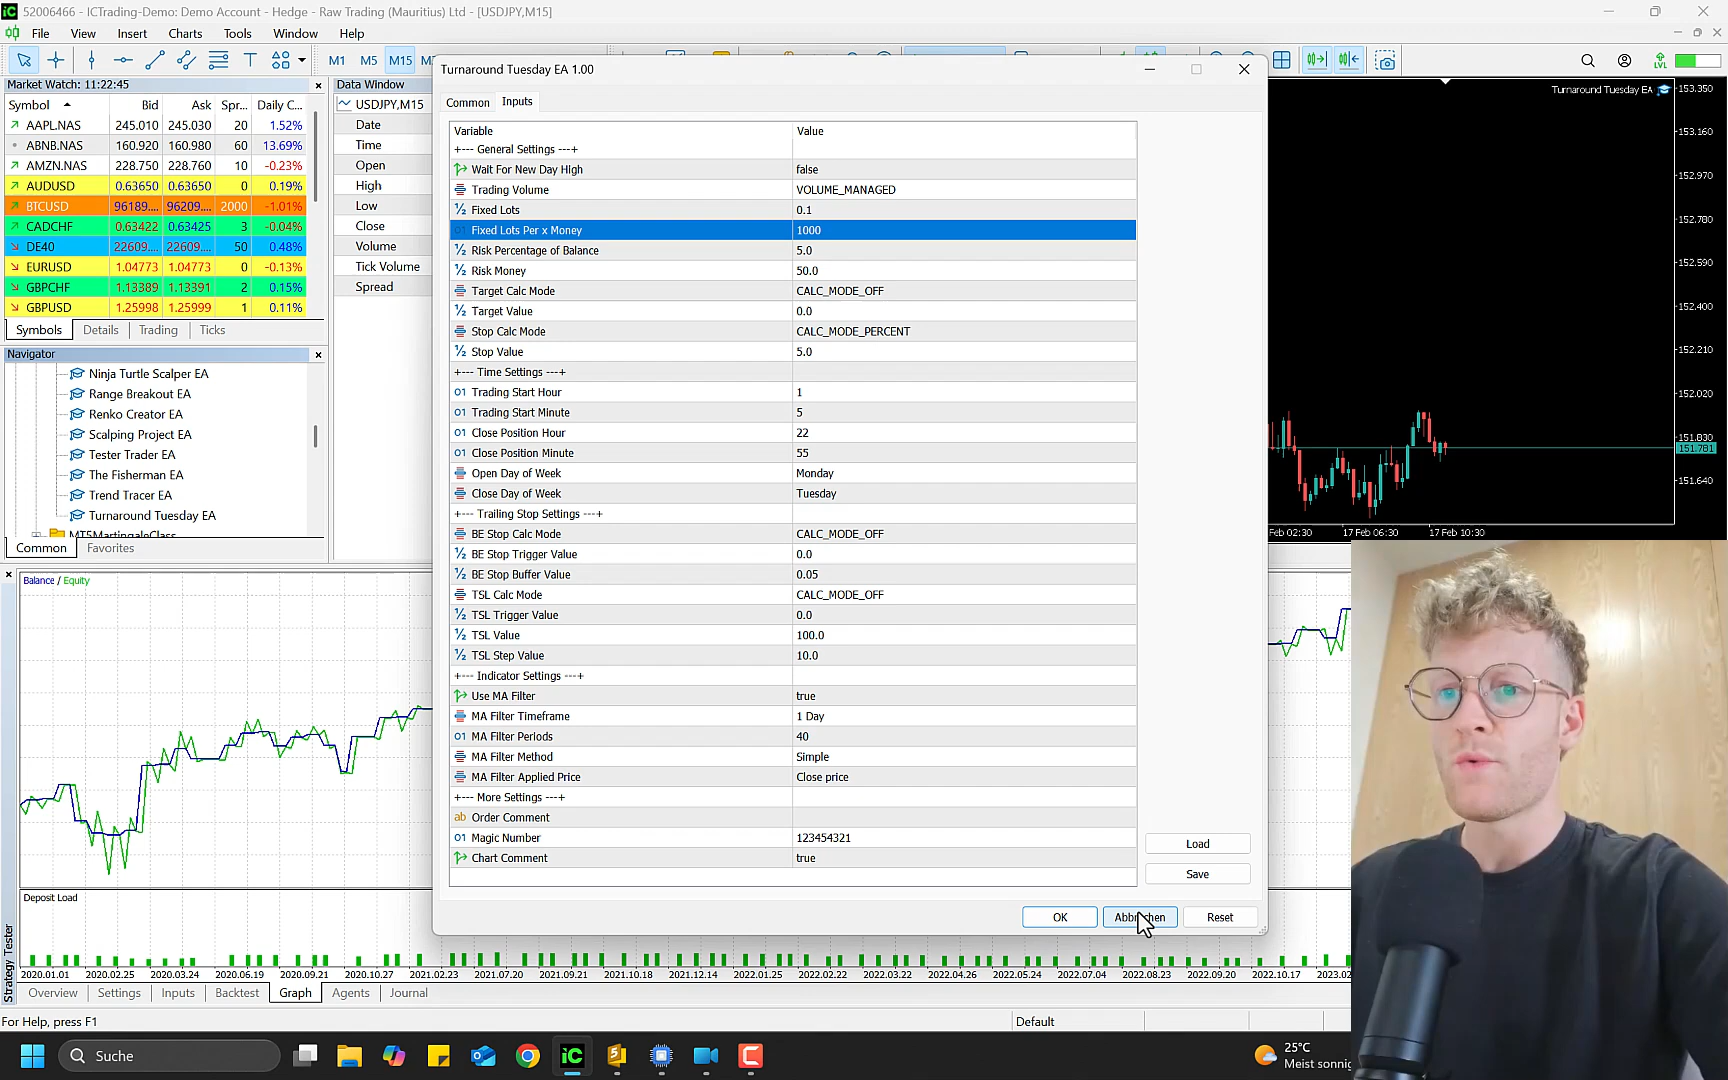 52006466 - ICTrading-Demo: Demo Account - Hedge - Raw Trading (Mauritius) Ltd - [USDJPY,M15]
File View Insert Charts Tools Window Help
M1 M5 M15
Market Watch: 11:22:45
Symbol Bid Ask Spr... Daily C...
AAPL.NAS 245.010 245.030 20 1.52%
ABNB.NAS 160.920 160.980 60 13.69%
AMZN.NAS 228.750 228.760 10 -0.23%
AUDUSD 0.63650 0.63650 0 0.19%
BTCUSD 96189.... 96209.... 2000 -1.01%
CADCHF 0.63422 0.63425 3 -0.04%
DE40 22609.... 22609.... 50 0.48%
EURUSD 1.04773 1.04773 0 -0.13%
GBPCHF 1.13389 1.13391 2 0.15%
GBPUSD 1.25998 1.25999 1 0.11%
Symbols Details Trading Ticks
Navigator
Ninja Turtle Scalper EA
Range Breakout EA
Renko Creator EA
Scalping Project EA
Tester Trader EA
The Fisherman EA
Trend Tracer EA
Turnaround Tuesday EA
MT5MartingaleClass
Common Favorites
Data Window
USDJPY,M15
Date
Time
Open
High
Low
Close
Volume
Tick Volume
Spread
Turnaround Tuesday EA 1.00
Common Inputs
Variable Value
+--- General Settings ---+
Wait For New Day High false
Trading Volume VOLUME_MANAGED
Fixed Lots 0.1
Fixed Lots Per x Money 1000
Risk Percentage of Balance 5.0
Risk Money 50.0
Target Calc Mode CALC_MODE_OFF
Target Value 0.0
Stop Calc Mode CALC_MODE_PERCENT
Stop Value 5.0
+--- Time Settings ---+
Trading Start Hour 1
Trading Start Minute 5
Close Position Hour 22
Close Position Minute 55
Open Day of Week Monday
Close Day of Week Tuesday
+--- Trailing Stop Settings ---+
BE Stop Calc Mode CALC_MODE_OFF
BE Stop Trigger Value 0.0
BE Stop Buffer Value 0.05
TSL Calc Mode CALC_MODE_OFF
TSL Trigger Value 0.0
TSL Value 100.0
TSL Step Value 10.0
+--- Indicator Settings ---+
Use MA Filter true
MA Filter Timeframe 1 Day
MA Filter Periods 40
MA Filter Method Simple
MA Filter Applied Price Close price
+--- More Settings ---+
Order Comment
Magic Number 123454321
Chart Comment true
Load
Save
OK Abbrechen Reset
Turnaround Tuesday EA
153.350
153.160
152.970
152.780
152.590
152.400
152.210
152.020
151.830
151.781
151.640
Feb 02:30 17 Feb 06:30 17 Feb 10:30
Balance / Equity
Deposit Load
2020.01.01 2020.02.25 2020.03.24 2020.05.19 2020.09.21 2020.10.27 2021.02.23 2021.07.20 2021.09.21 2021.10.18 2021.12.14 2022.01.25 2022.02.22 2022.03.22 2022.04.26 2022.05.24 2022.07.04 2022.08.23 2022.09.20 2022.10.17 2023.02
Strategy Tester
Overview Settings Inputs Backtest Graph Agents Journal
For Help, press F1 Default
Suche
25°C
Meist sonnig